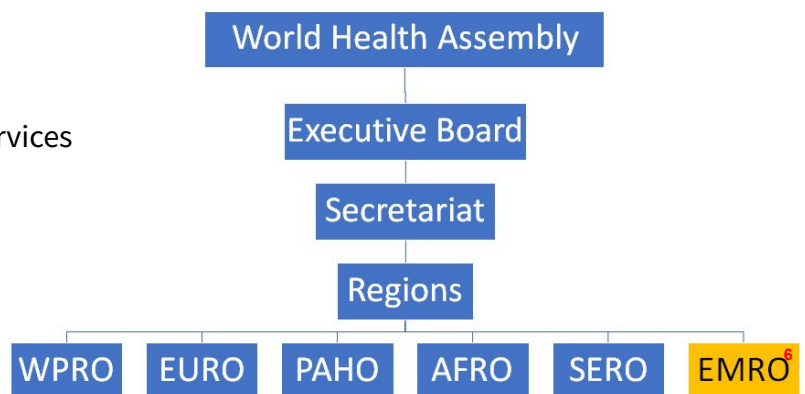 World Health Assembly
rvices
Executive Board
Secretariat
Regions
WPRO EURO PAHO AFRO SERO EMRO 6